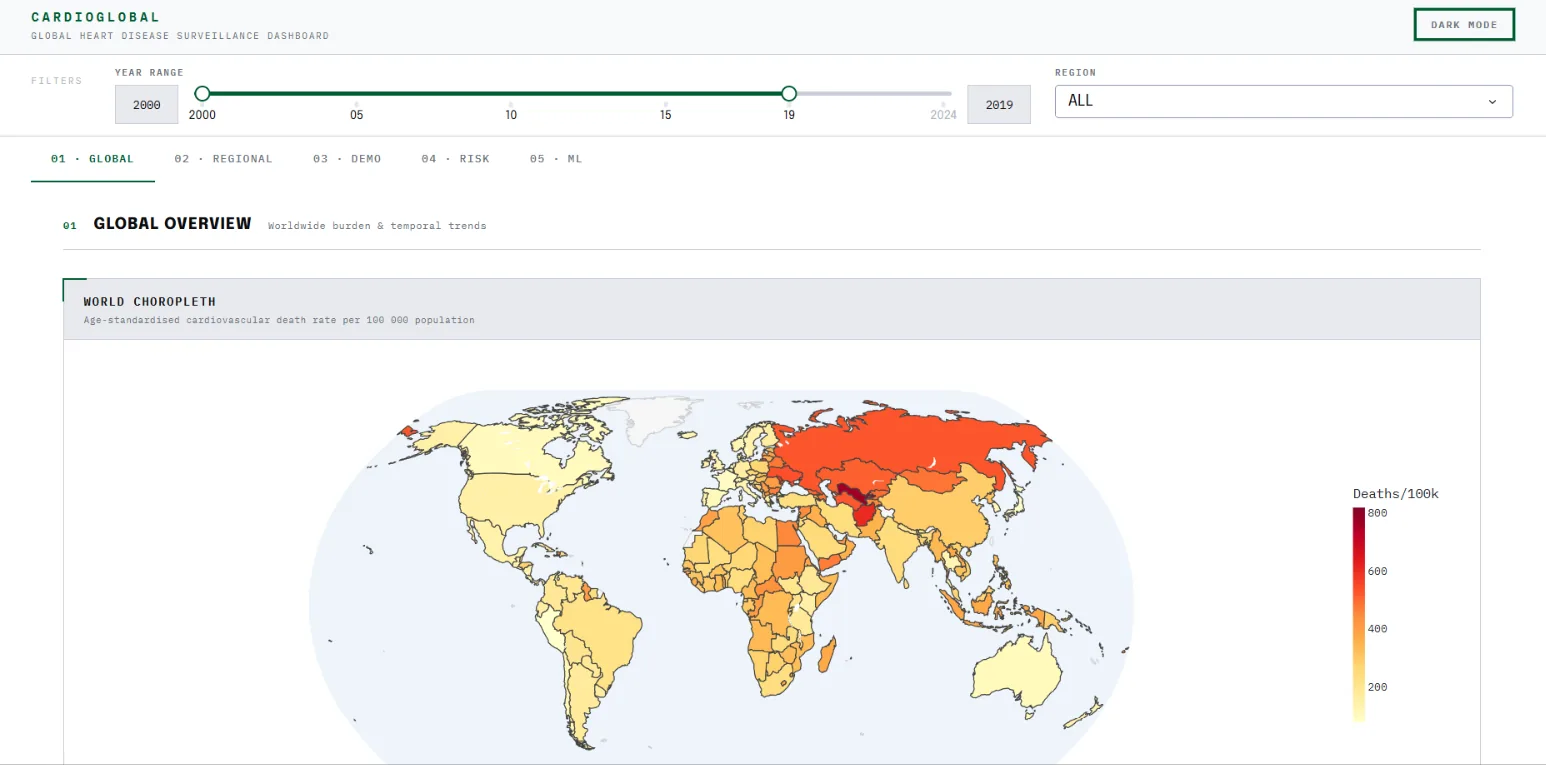 CARDIOGLOBAL
GLOBAL HEART DISEASE SURVEILLANCE DASHBOARD
DARK MODE
FILTERS
YEAR RANGE
2000
2000 05 10 15 19 2024
2019
REGION
ALL
01 · GLOBAL 02 · REGIONAL 03 · DEMO 04 · RISK 05 · ML
01 GLOBAL OVERVIEW Worldwide burden & temporal trends
WORLD CHOROPLETH
Age-standardised cardiovascular death rate per 100 000 population
Deaths/100k
800
600
400
200